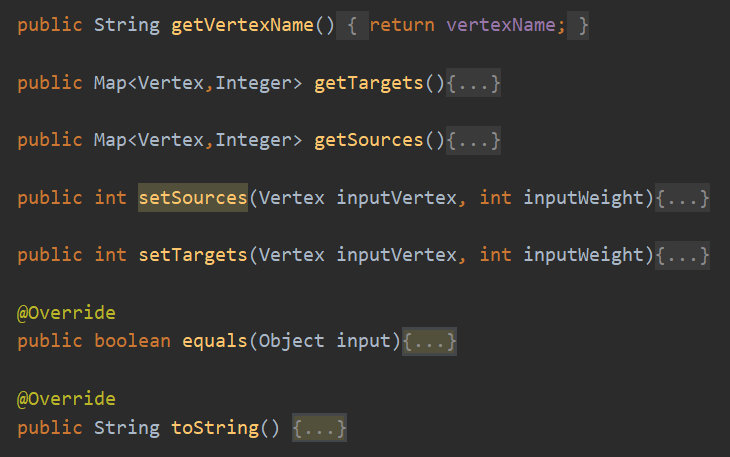 public String getVertexName() { return vertexName; }
public Map<Vertex,Integer> getTargets(){...}
public Map<Vertex,Integer> getSources(){...}
public int setSources(Vertex inputVertex, int inputWeight){...}
public int setTargets(Vertex inputVertex, int inputWeight){...}
@Override
public boolean equals(Object input){...}
@Override
public String toString() {...}